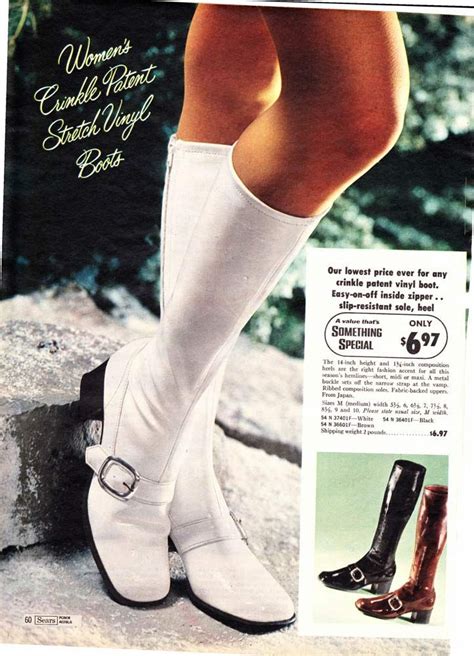 Women's
Crinkle Patent
Stretch Vinyl
Boots
Our lowest price ever for any
crinkle patent vinyl boot.
Easy-on-off inside zipper..
slip-resistant sole, heel
A value that's
SOMETHING
SPECIAL
ONLY
$6.97
The 14-inch height and 1¾-inch composition
heels are the right fashion accent for all this
season's hemlines—short, midi or maxi. A metal
buckle sets off the narrow strap at the vamp.
Ribbed composition soles. Fabric-backed uppers.
From Japan.
Sizes M (medium) width 5½, 6, 6½, 7, 7½, 8,
8½, 9 and 10. Please state usual size, M width.
54 N 37401F—White 54 N 36401F—Black
54 N 36601F—Brown
Shipping weight 2 pounds..........$6.97
60 Sears